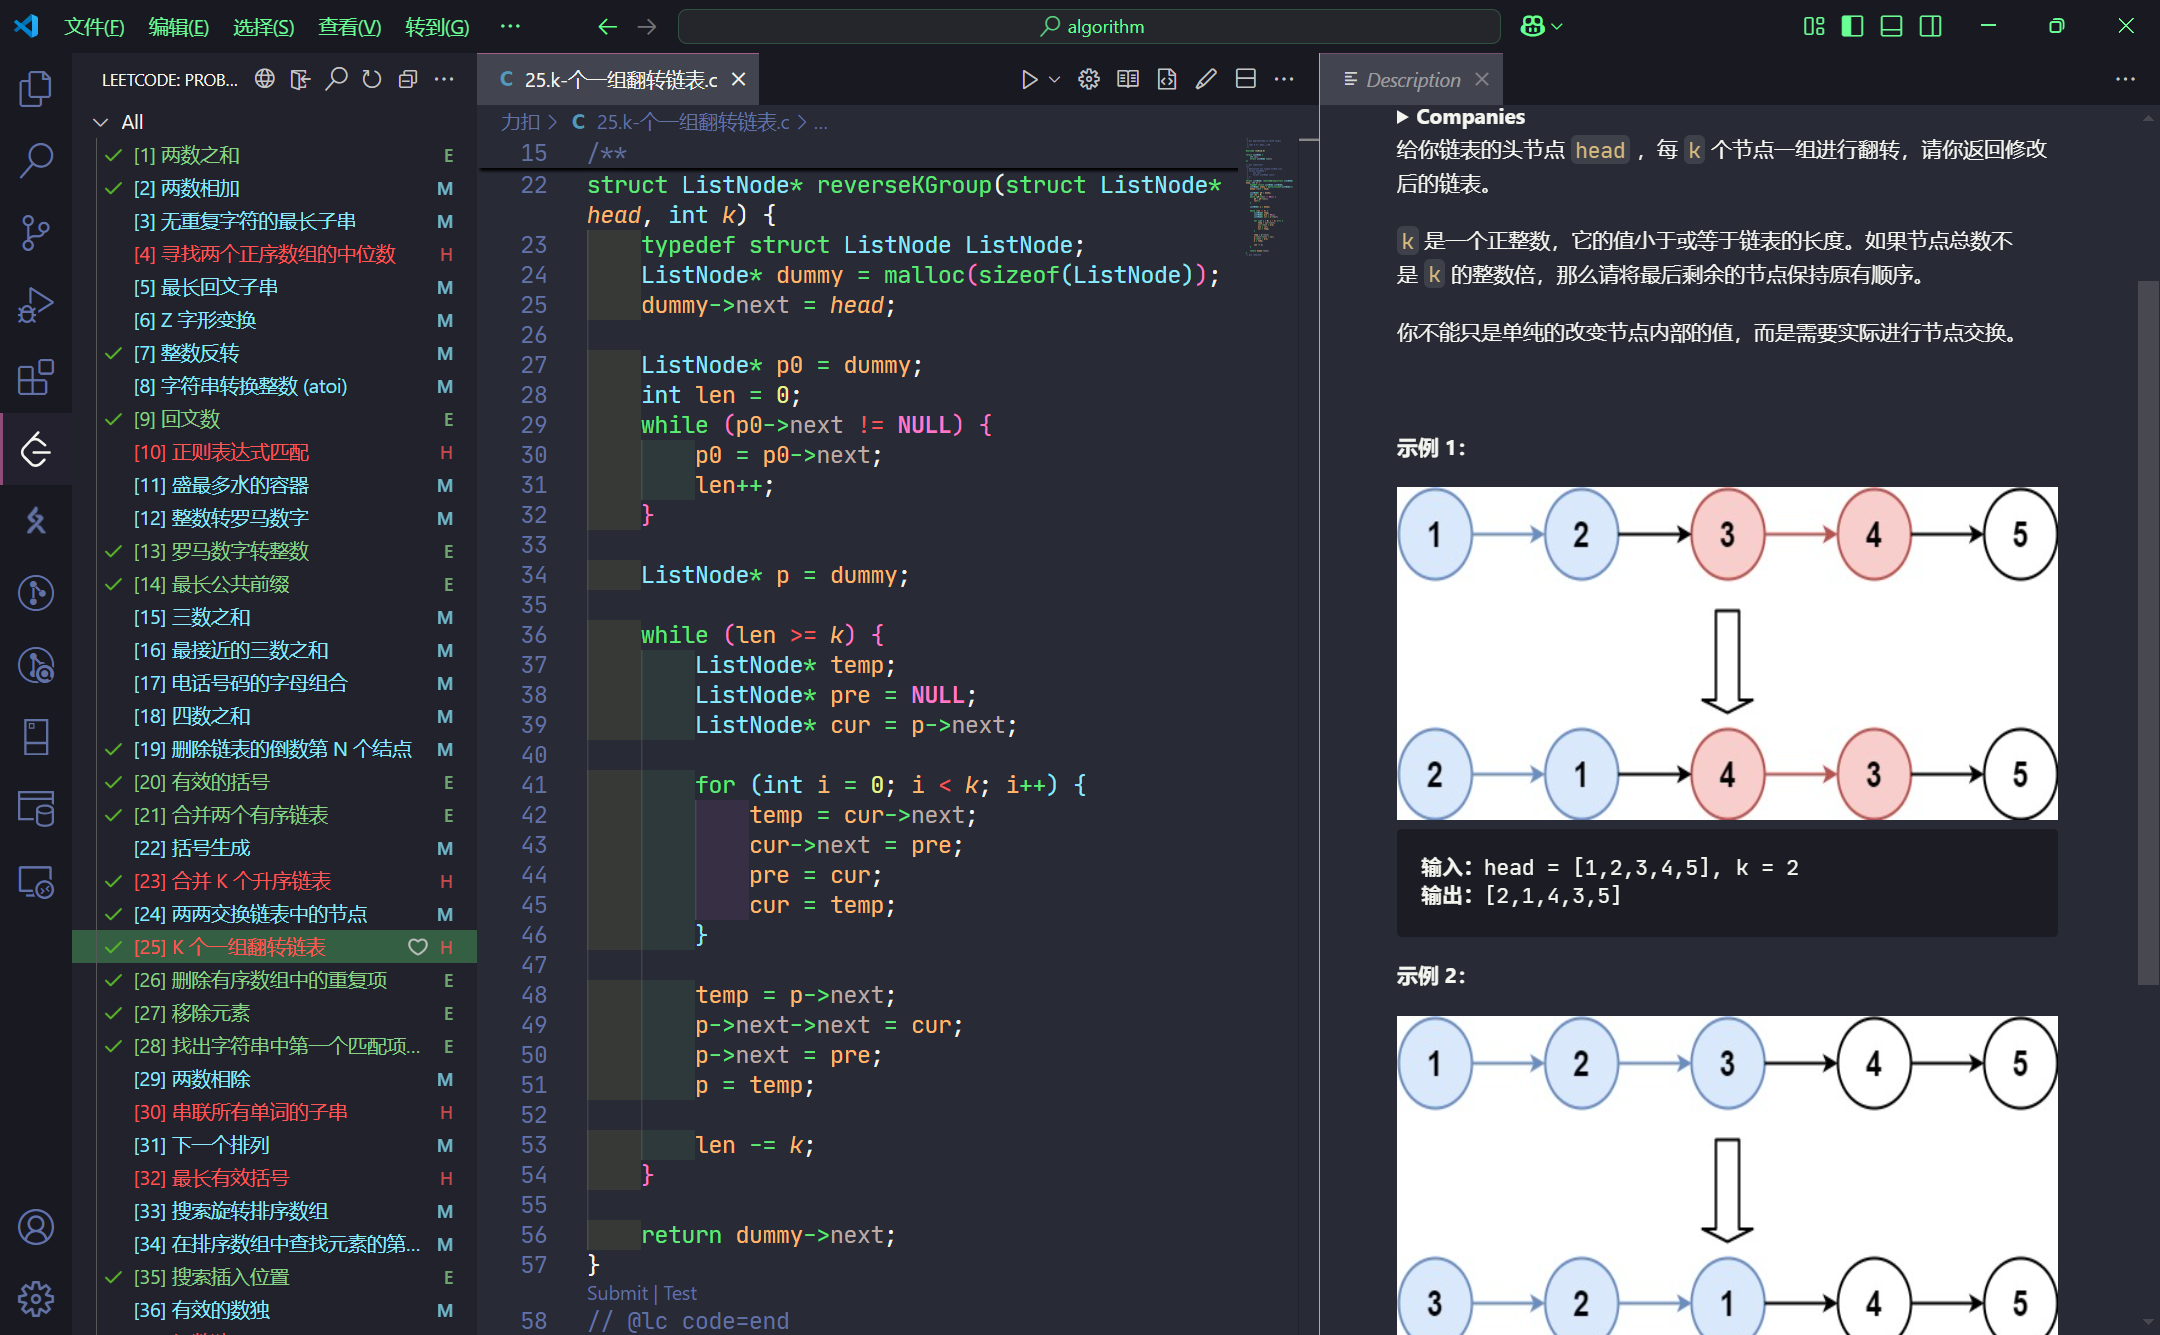 文件(F) 编辑(E) 选择(S) 查看(V) 转到(G) ··· algorithm
LEETCODE: PROB...
All
[1] 两数之和 E
[2] 两数相加 M
[3] 无重复字符的最长子串 M
[4] 寻找两个正序数组的中位数 H
[5] 最长回文子串 M
[6] Z 字形变换 M
[7] 整数反转 M
[8] 字符串转换整数 (atoi) M
[9] 回文数 E
[10] 正则表达式匹配 H
[11] 盛最多水的容器 M
[12] 整数转罗马数字 M
[13] 罗马数字转整数 E
[14] 最长公共前缀 E
[15] 三数之和 M
[16] 最接近的三数之和 M
[17] 电话号码的字母组合 M
[18] 四数之和 M
[19] 删除链表的倒数第 N 个结点 M
[20] 有效的括号 E
[21] 合并两个有序链表 E
[22] 括号生成 M
[23] 合并 K 个升序链表 H
[24] 两两交换链表中的节点 M
[25] K 个一组翻转链表 H
[26] 删除有序数组中的重复项 E
[27] 移除元素 E
[28] 找出字符串中第一个匹配项... E
[29] 两数相除 M
[30] 串联所有单词的子串 H
[31] 下一个排列 M
[32] 最长有效括号 H
[33] 搜索旋转排序数组 M
[34] 在排序数组中查找元素的第... M
[35] 搜索插入位置 E
[36] 有效的数独 M
C 25.k-个一组翻转链表.c
力扣 > C 25.k-个一组翻转链表.c > ...
15 /**
22 struct ListNode* reverseKGroup(struct ListNode*
head, int k) {
23 typedef struct ListNode ListNode;
24 ListNode* dummy = malloc(sizeof(ListNode));
25 dummy->next = head;
26
27 ListNode* p0 = dummy;
28 int len = 0;
29 while (p0->next != NULL) {
30 p0 = p0->next;
31 len++;
32 }
33
34 ListNode* p = dummy;
35
36 while (len >= k) {
37 ListNode* temp;
38 ListNode* pre = NULL;
39 ListNode* cur = p->next;
40
41 for (int i = 0; i < k; i++) {
42 temp = cur->next;
43 cur->next = pre;
44 pre = cur;
45 cur = temp;
46 }
47
48 temp = p->next;
49 p->next->next = cur;
50 p->next = pre;
51 p = temp;
52
53 len -= k;
54 }
55
56 return dummy->next;
57 }
Submit | Test
58 // @lc code=end
Description
Companies
给你链表的头节点 head ，每 k 个节点一组进行翻转，请你返回修改
后的链表。
k 是一个正整数，它的值小于或等于链表的长度。如果节点总数不
是 k 的整数倍，那么请将最后剩余的节点保持原有顺序。
你不能只是单纯的改变节点内部的值，而是需要实际进行节点交换。
示例 1：
1 2 3 4 5
2 1 4 3 5
输入：head = [1,2,3,4,5], k = 2
输出：[2,1,4,3,5]
示例 2：
1 2 3 4 5
3 2 1 4 5